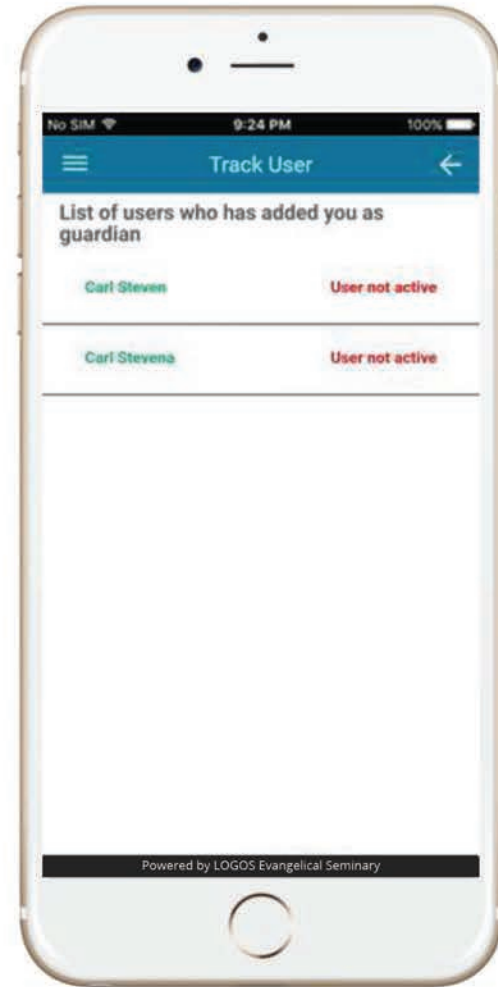 No SIM 9:24 PM 100%
Track User
List of users who has added you as
guardian
Carl Steven User not active
Carl Stevena User not active
Powered by LOGOS Evangelical Seminary